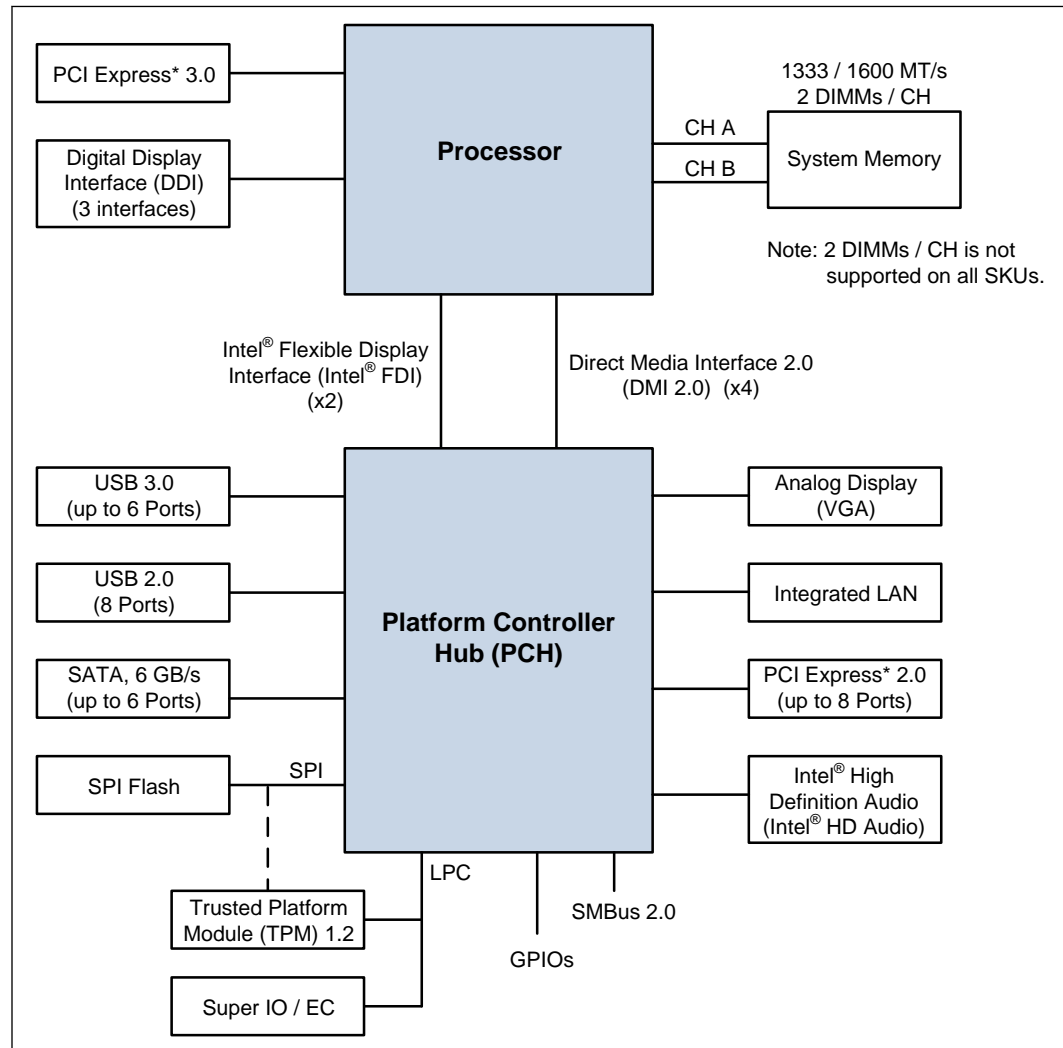 PCI Express* 3.0
Digital Display
Interface (DDI)
(3 interfaces)
Processor
CH A
CH B
1333 / 1600 MT/s
2 DIMMs / CH
System Memory
Note: 2 DIMMs / CH is not
supported on all SKUs.
Intel® Flexible Display
Interface (Intel® FDI)
(x2)
Direct Media Interface 2.0
(DMI 2.0) (x4)
USB 3.0
(up to 6 Ports)
USB 2.0
(8 Ports)
SATA, 6 GB/s
(up to 6 Ports)
SPI Flash
SPI
Platform Controller
Hub (PCH)
Analog Display
(VGA)
Integrated LAN
PCI Express* 2.0
(up to 8 Ports)
Intel® High
Definition Audio
(Intel® HD Audio)
LPC
Trusted Platform
Module (TPM) 1.2
Super IO / EC
GPIOs
SMBus 2.0